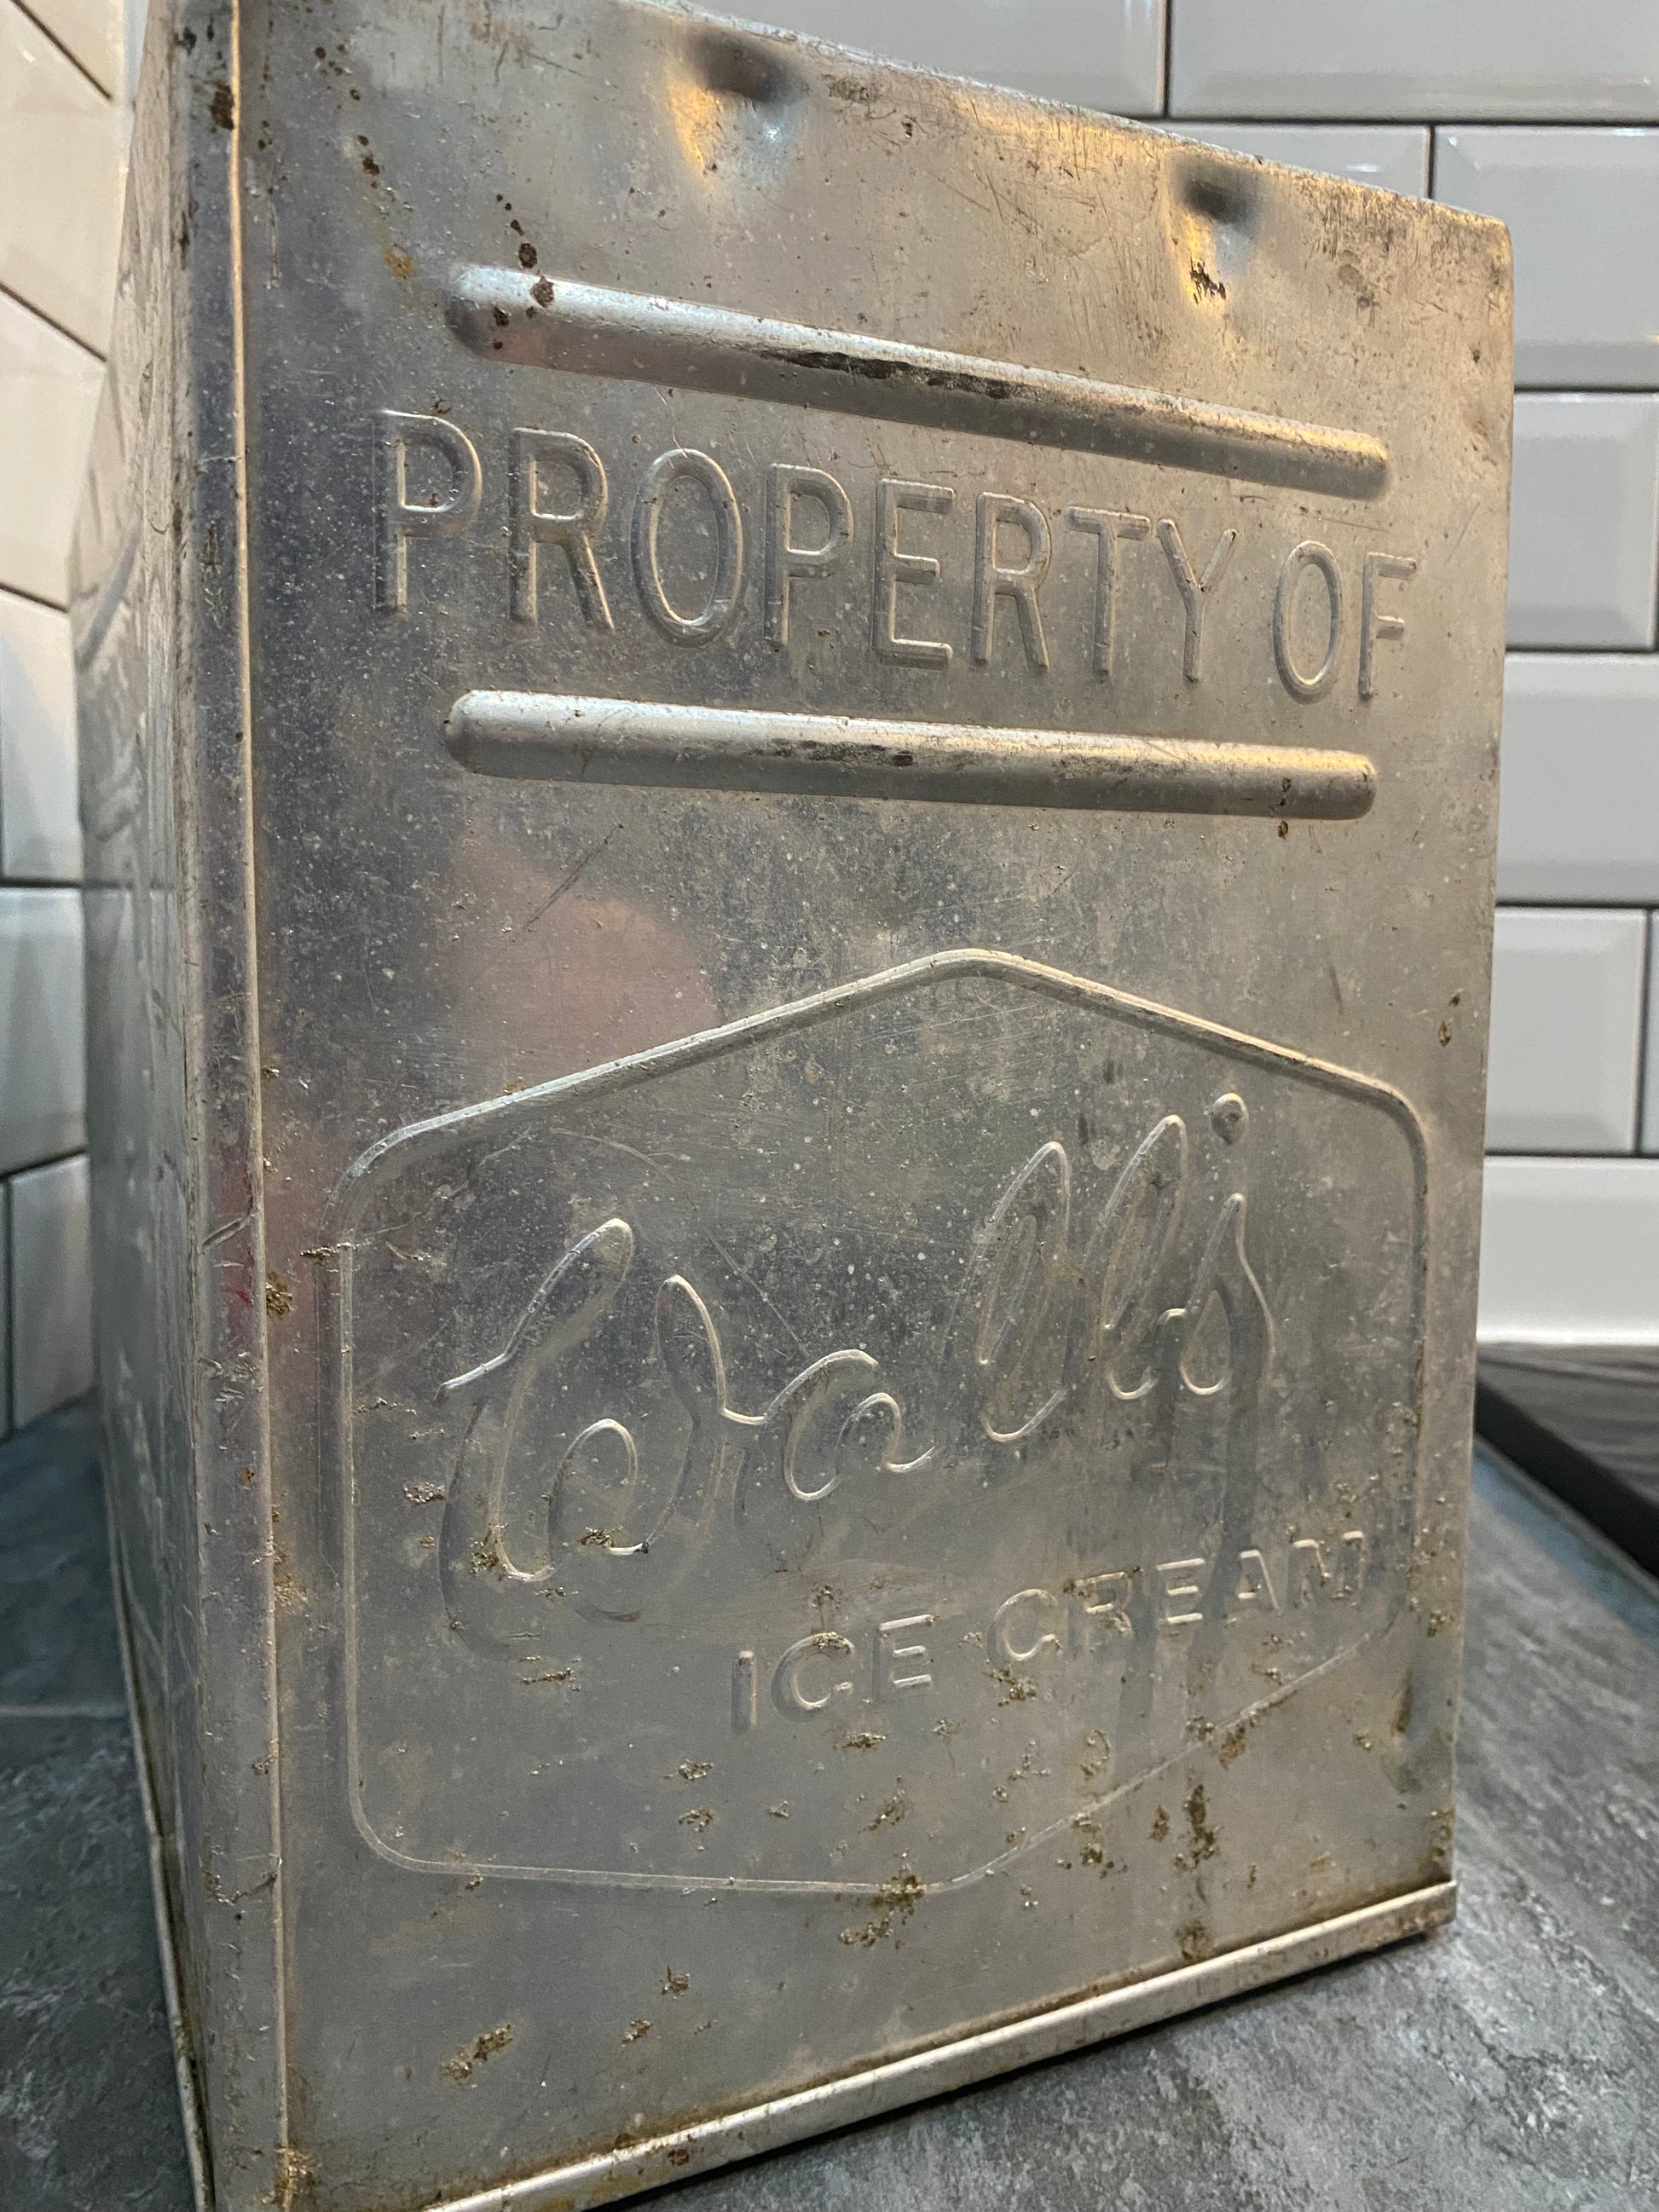 PROPERTY OF
Wall's
ICE CREAM